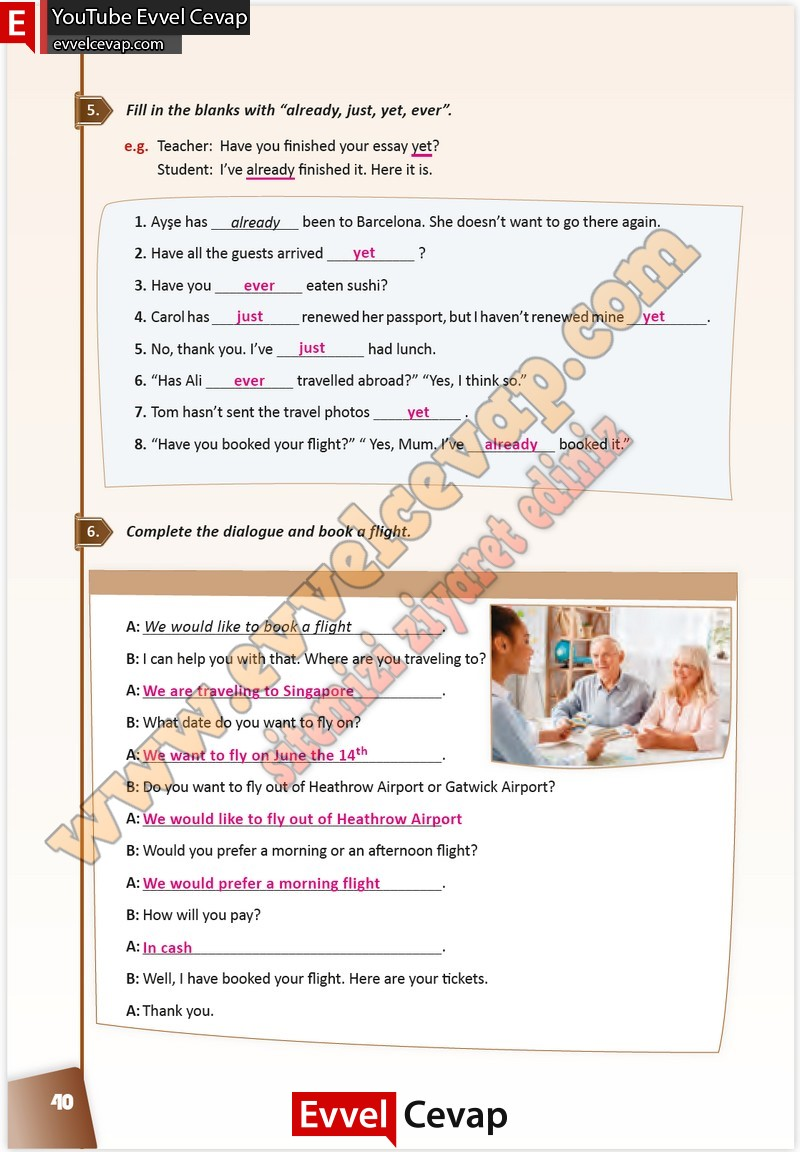 E YouTube Evvel Cevap
evvelcevap.com
5. Fill in the blanks with “already, just, yet, ever”.
e.g. Teacher: Have you finished your essay yet?
Student: I’ve already finished it. Here it is.
1. Ayşe has already been to Barcelona. She doesn’t want to go there again.
2. Have all the guests arrived yet ?
3. Have you ever eaten sushi?
4. Carol has just renewed her passport, but I haven’t renewed mine yet.
5. No, thank you. I’ve just had lunch.
6. “Has Ali ever travelled abroad?” “Yes, I think so.”
7. Tom hasn’t sent the travel photos yet .
8. “Have you booked your flight?” “ Yes, Mum. I’ve already booked it.”
www.evvelcevap.com
sitemizi ziyaret ediniz
6. Complete the dialogue and book a flight.
A: We would like to book a flight.
B: I can help you with that. Where are you traveling to?
A: We are traveling to Singapore.
B: What date do you want to fly on?
A: We want to fly on June the 14th.
B: Do you want to fly out of Heathrow Airport or Gatwick Airport?
A: We would like to fly out of Heathrow Airport
B: Would you prefer a morning or an afternoon flight?
A: We would prefer a morning flight.
B: How will you pay?
A: In cash.
B: Well, I have booked your flight. Here are your tickets.
A: Thank you.
40
Evvel Cevap